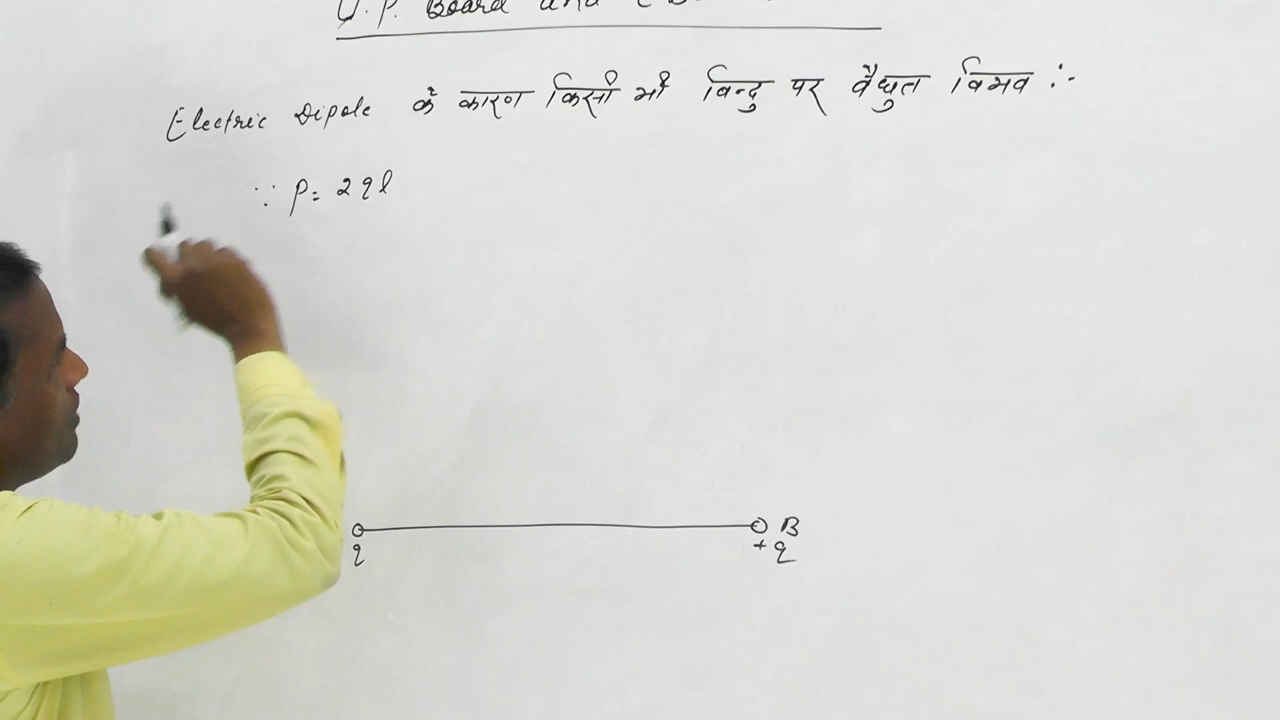 U.P. Board and
Electric Dipole के कारण किसी भी विन्दु पर वैद्युत विभव :-
∵ P = 2ql
B
q
+q